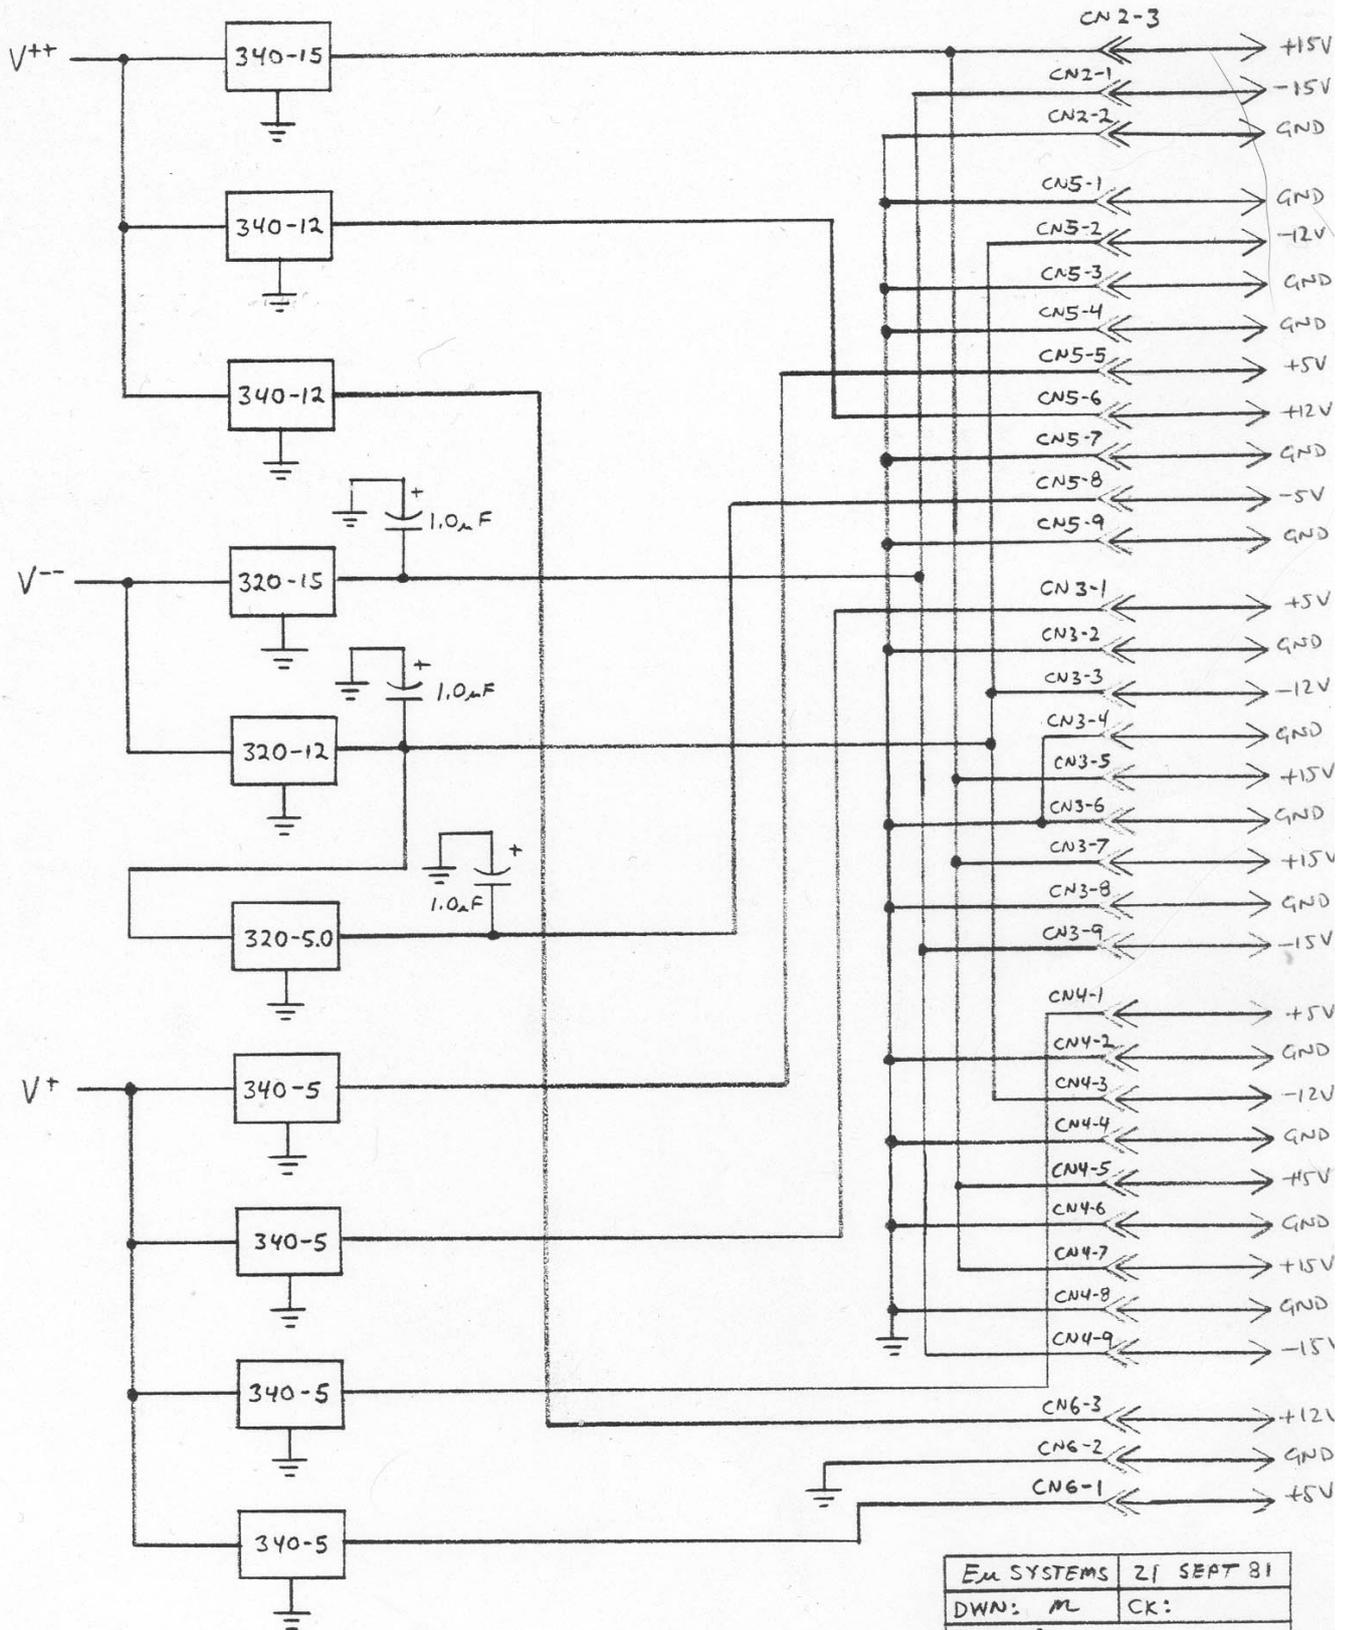 CN2-3
V++ 340-15 +15V
CN2-1 -15V
CN2-2 GND
CN5-1 GND
340-12 CN5-2 -12V
CN5-3 GND
CN5-4 GND
CN5-5 +5V
340-12 CN5-6 +12V
CN5-7 GND
CN5-8 -5V
+ 1.0µF
CN5-9 GND
V-- 320-15
CN3-1 +5V
CN3-2 GND
+ 1.0µF
CN3-3 -12V
CN3-4 GND
320-12
CN3-5 +15V
CN3-6 GND
CN3-7 +15V
+ 1.0µF
CN3-8 GND
320-5.0 CN3-9 -15V
CN4-1 +5V
CN4-2 GND
V+ 340-5 CN4-3 -12V
CN4-4 GND
CN4-5 +15V
CN4-6 GND
340-5
CN4-7 +15V
CN4-8 GND
CN4-9 -15V
340-5
CN6-3 +12V
CN6-2 GND
CN6-1 +5V
340-5
Eµ SYSTEMS 21 SEPT 81
DWN: CK: